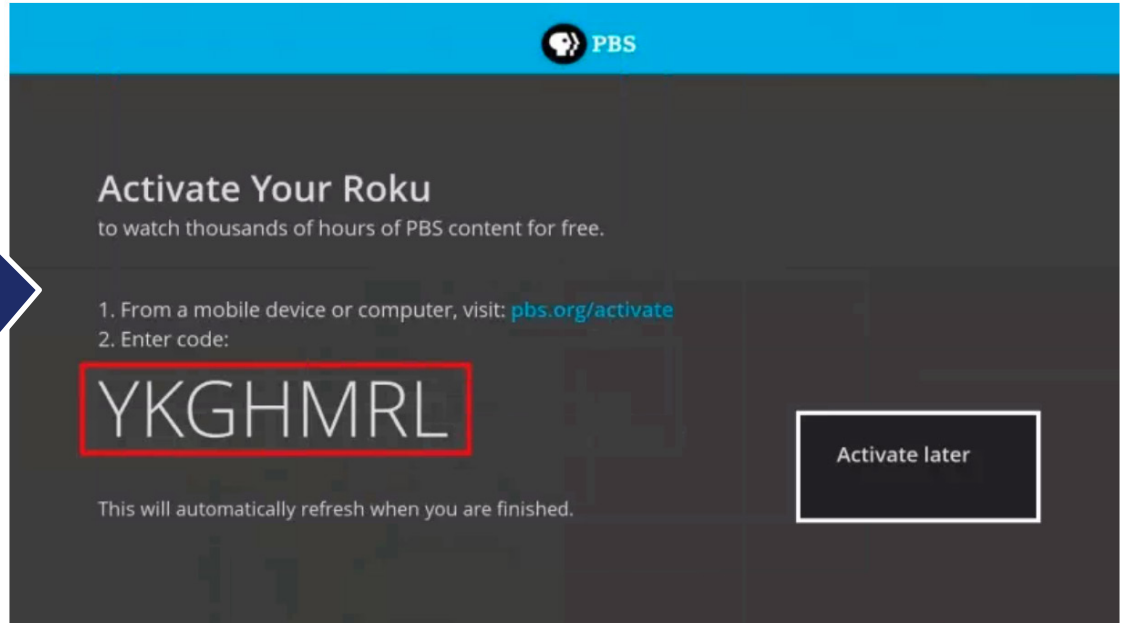 PBS
Activate Your Roku
to watch thousands of hours of PBS content for free.
1. From a mobile device or computer, visit: pbs.org/activate
2. Enter code:
YKGHMRL
Activate later
This will automatically refresh when you are finished.